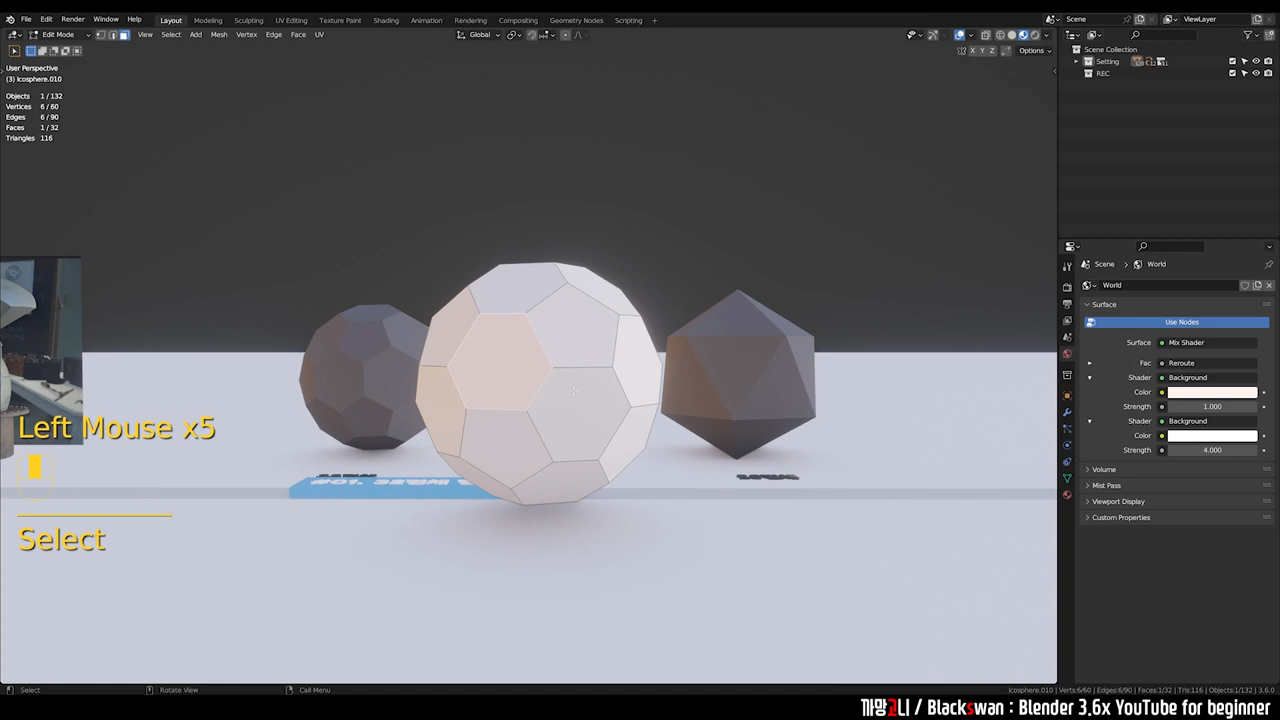 File Edit Render Window Help Layout Modeling Sculpting UV Editing Texture Paint Shading Animation Rendering Compositing Geometry Nodes Scripting + Scene ViewLayer
Edit Mode View Select Add Mesh Vertex Edge Face UV Global
X Y Z Options
User Perspective
(3) Icosphere.010
Objects 1 / 132
Vertices 6 / 60
Edges 6 / 90
Faces 1 / 32
Triangles 116
Left Mouse x5
Select
Scene Collection
Setting
REC
Scene World
World
Surface
Use Nodes
Surface Mix Shader
Fac Reroute
Shader Background
Color
Strength 1.000
Shader Background
Color
Strength 4.000
Volume
Mist Pass
Viewport Display
Custom Properties
Select Rotate View Call Menu Icosphere.010 | Verts:6/60 | Edges:6/90 | Faces:1/32 | Tris:116 | Objects:1/132 | 3.6.0
까망고니 / Blackswan : Blender 3.6x YouTube for beginner